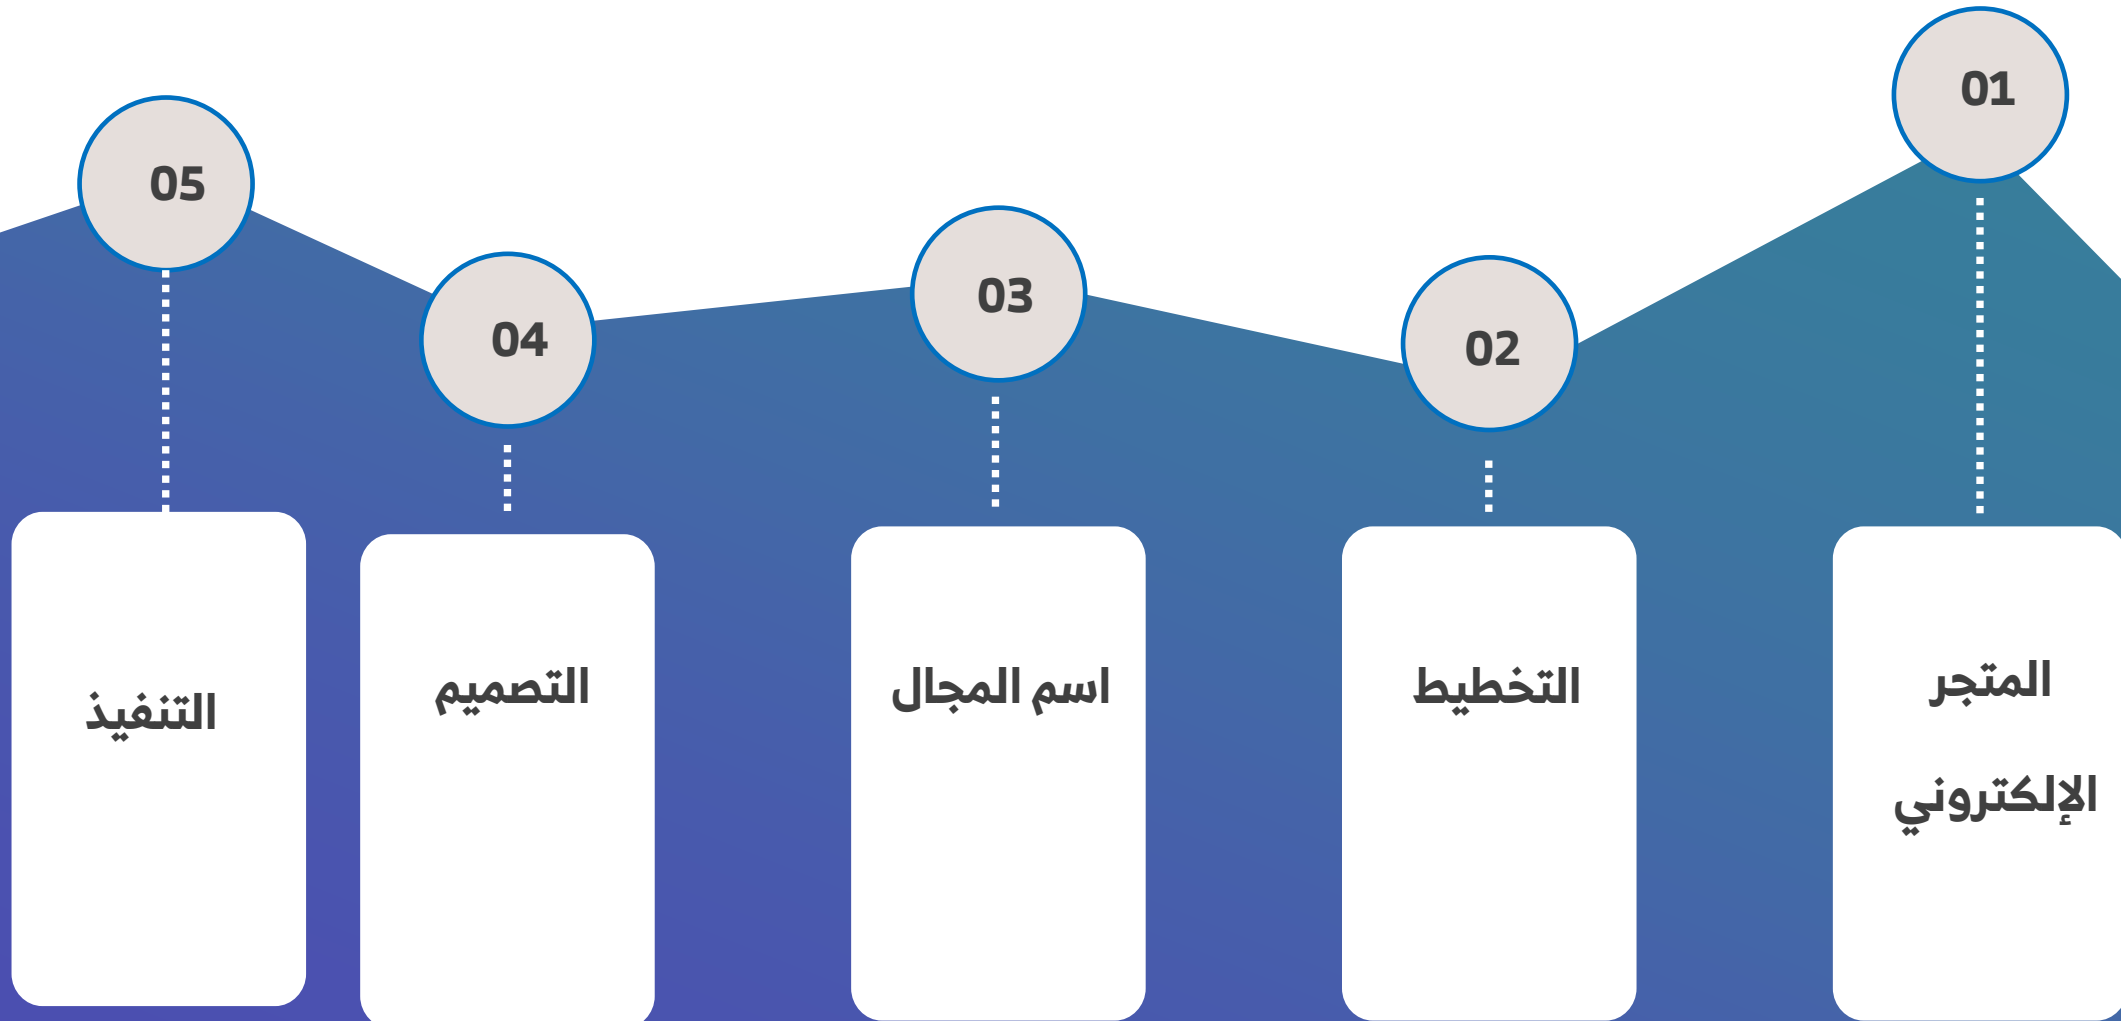 01
المتجر
الإلكتروني
02
التخطيط
03
اسم المجال
04
التصميم
05
التنفيذ